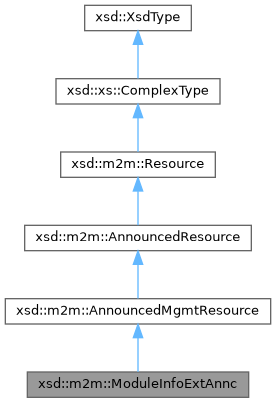 xsd::XsdType
xsd::xs::ComplexType
xsd::m2m::Resource
xsd::m2m::AnnouncedResource
xsd::m2m::AnnouncedMgmtResource
xsd::m2m::ModuleInfoExtAnnc